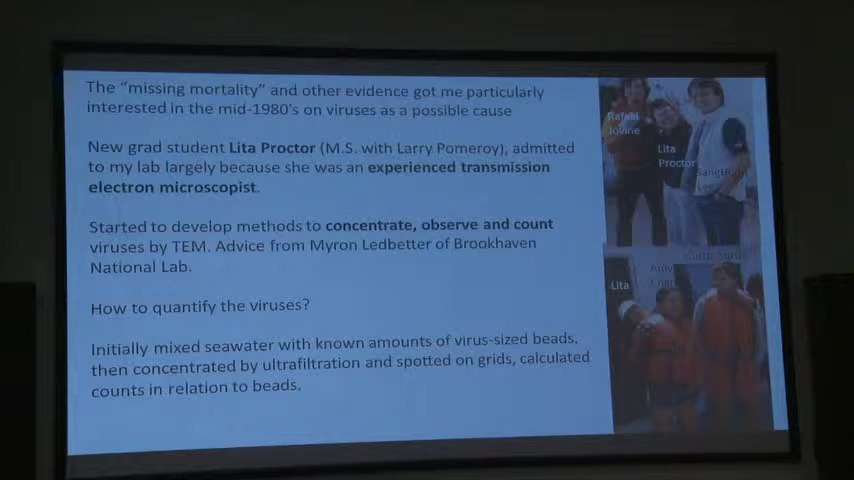 The “missing mortality” and other evidence got me particularly
interested in the mid-1980's on viruses as a possible cause
New grad student Lita Proctor (M.S. with Larry Pomeroy), admitted
to my lab largely because she was an experienced transmission
electron microscopist.
Started to develop methods to concentrate, observe and count
viruses by TEM. Advice from Myron Ledbetter of Brookhaven
National Lab.
How to quantify the viruses?
Initially mixed seawater with known amounts of virus-sized beads,
then concentrated by ultrafiltration and spotted on grids, calculated
counts in relation to beads.
Rafael
Jovine
Lita
Proctor
SangHoon
Lee
Lita